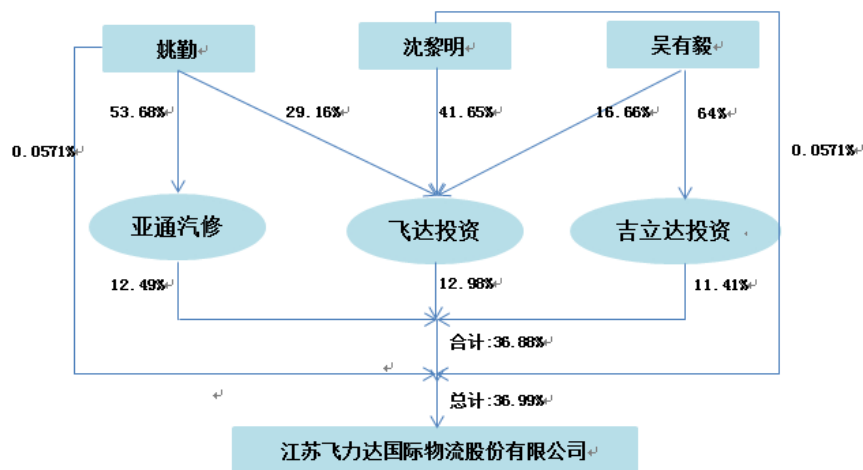 姚勤
沈黎明
吴有毅
53.68%
29.16%
41.65%
16.66%
64%
0.0571%
0.0571%
亚通汽修
飞达投资
吉立达投资
12.49%
12.98%
11.41%
合计:36.88%
总计:36.99%
江苏飞力达国际物流股份有限公司